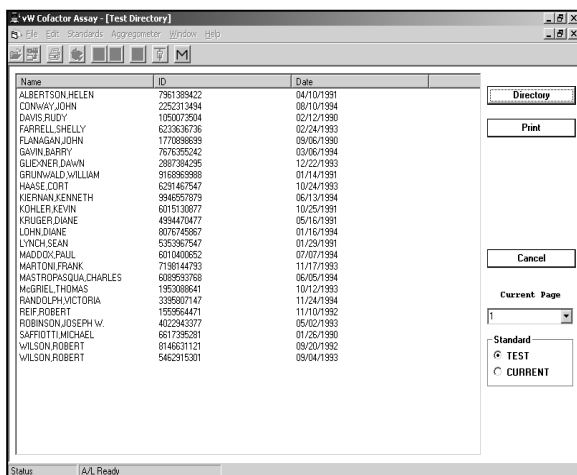 vW Cofactor Assay - [Test Directory]
File Edit Standards Aggregometer Window Help
M
Name ID Date
ALBERTSON,HELEN 7961389422 04/10/1991
CONWAY,JOHN 2252313494 08/10/1994
DAVIS,RUDY 1050073504 02/12/1990
FARRELL,SHELLY 6233636736 02/24/1993
FLANAGAN,JOHN 1770898699 09/06/1990
GAVIN,BARRY 7676355242 03/06/1994
GLIEXNER,DAWN 2887384295 12/22/1993
GRUNWALD,WILLIAM 9168969988 01/14/1991
HAASE,CORT 6291467547 10/24/1993
KIERNAN,KENNETH 9946557879 06/13/1994
KOHLER,KEVIN 6015130877 10/25/1991
KRUGER,DIANE 4994470477 05/16/1991
LOHN,DIANE 8076745867 01/16/1994
LYNCH,SEAN 5353967547 01/29/1991
MADDOX,PAUL 6010400652 07/07/1994
MARTONI,FRANK 7198144793 11/17/1993
MASTROPASQUA,CHARLES 6089593768 06/05/1994
McGRIEL,THOMAS 1953088641 10/12/1993
RANDOLPH,VICTORIA 3395807147 11/24/1994
REIF,ROBERT 1559564471 11/10/1992
ROBINSON,JOSEPH W. 4022943377 05/02/1993
SAFFIOTTI,MICHAEL 6617395281 01/26/1990
WILSON,ROBERT 8146631121 09/20/1992
WILSON,ROBERT 5462915301 09/04/1993
Directory
Print
Cancel
Current Page
1
Standard
TEST
CURRENT
Status A/L Ready